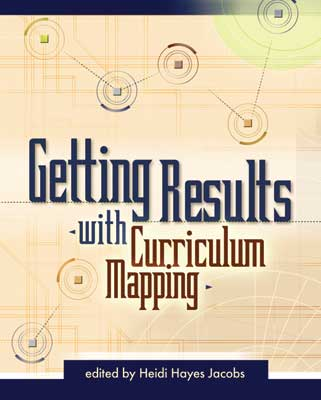 Getting Results
with Curriculum
Mapping
edited by Heidi Hayes Jacobs